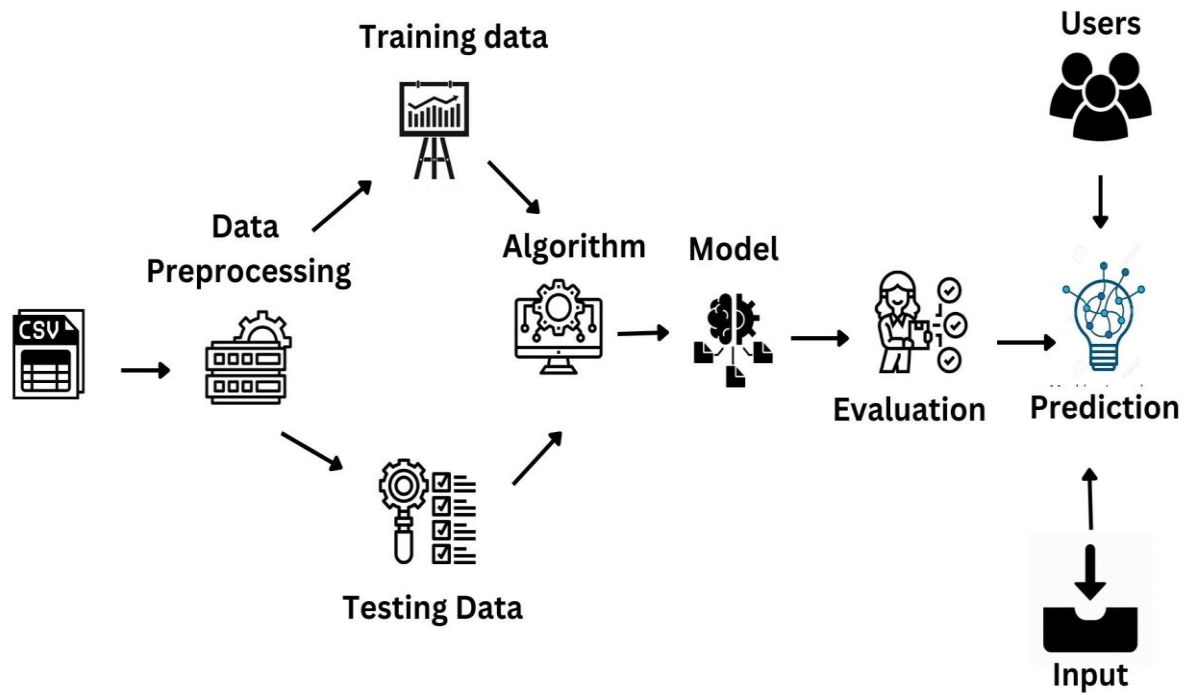 Training data
Users
Data
Preprocessing
Algorithm
Model
CSV
Evaluation
Prediction
Testing Data
Input